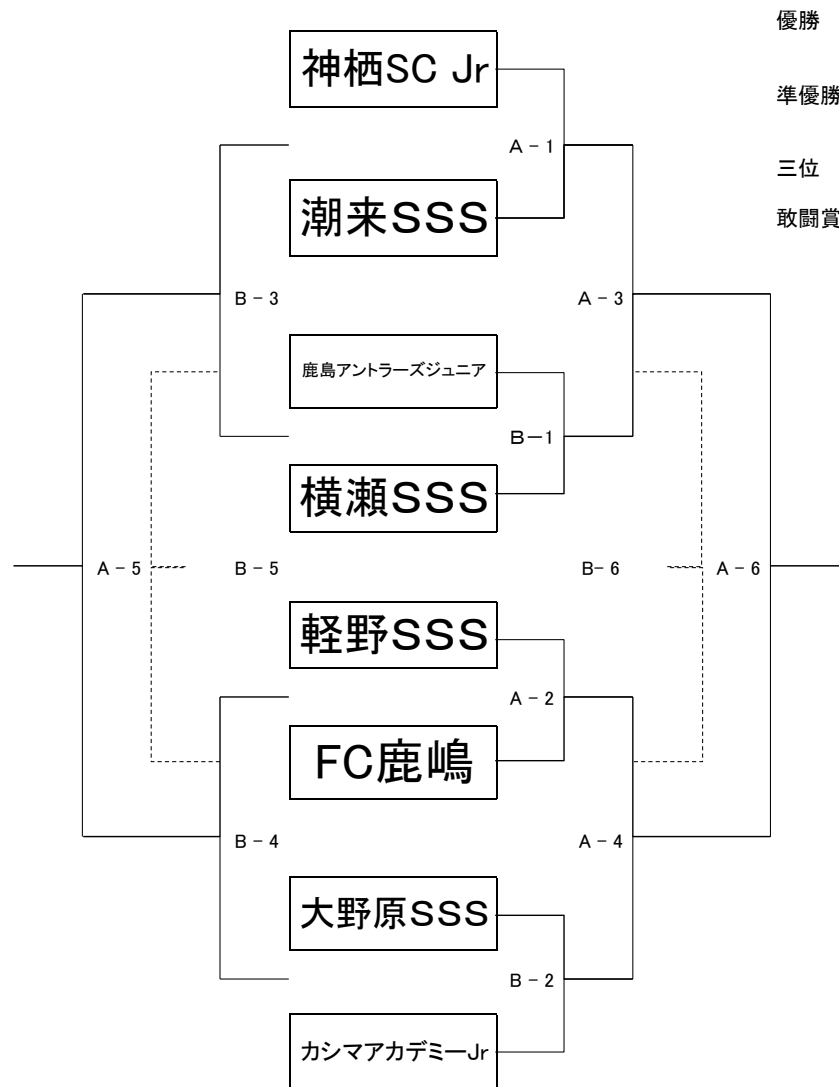 優勝
神栖SC Jr
準優勝
A-1
三位
潮来SSS
敢闘賞
B-3
A-3
鹿島アントラーズジュニア
B-1
横瀬SSS
A-5
B-5
B-6
A-6
軽野SSS
A-2
FC鹿嶋
B-4
A-4
大野原SSS
B-2
カシマアカデミーJr